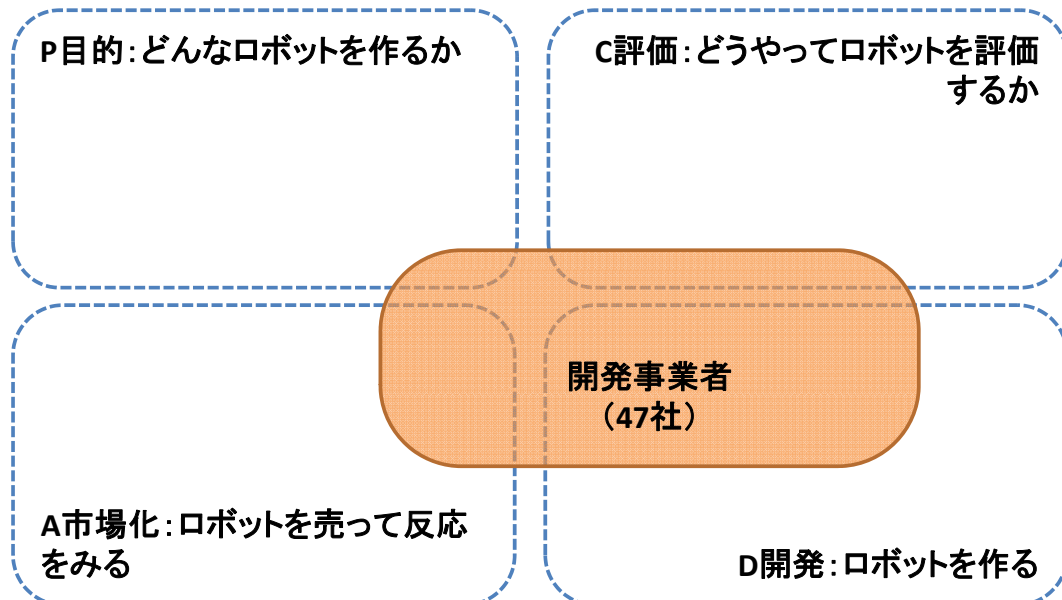 P目的：どんなロボットを作るか
C評価：どうやってロボットを評価
するか
開発事業者
（47社）
A市場化：ロボットを売って反応
をみる
D開発：ロボットを作る